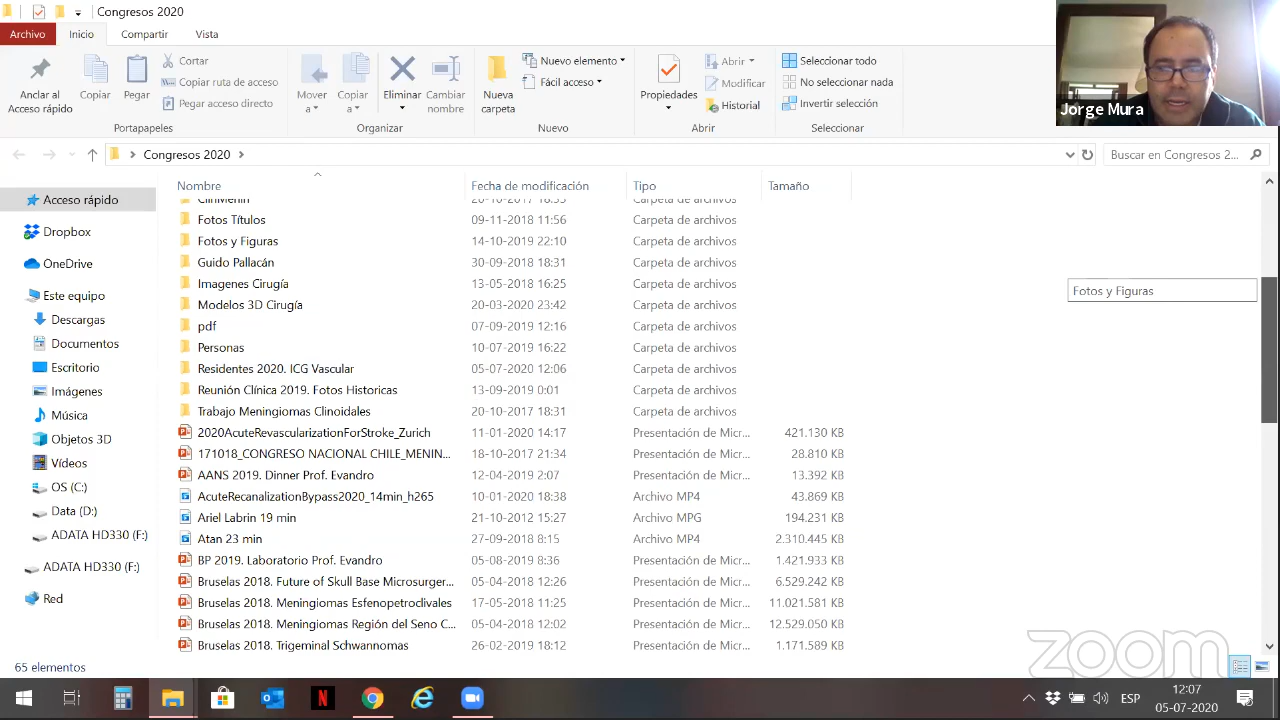 Congresos 2020
Archivo Inicio Compartir Vista
Anclar al Acceso rápido
Copiar
Pegar
Cortar
Copiar ruta de acceso
Pegar acceso directo
Portapapeles
Mover a
Copiar a
Eliminar
Cambiar nombre
Organizar
Nueva carpeta
Nuevo elemento
Fácil acceso
Nuevo
Propiedades
Abrir
Modificar
Historial
Abrir
Seleccionar todo
No seleccionar nada
Invertir selección
Seleccionar
Jorge Mura
Congresos 2020
Buscar en Congresos 2...
Nombre Fecha de modificación Tipo Tamaño
Acceso rápido
Dropbox
OneDrive
Este equipo
Descargas
Documentos
Escritorio
Imágenes
Música
Objetos 3D
Vídeos
OS (C:)
Data (D:)
ADATA HD330 (F:)
ADATA HD330 (F:)
Red
Fotos Títulos 09-11-2018 11:56 Carpeta de archivos
Fotos y Figuras 14-10-2019 22:10 Carpeta de archivos
Guido Pallacán 30-09-2018 18:31 Carpeta de archivos
Imagenes Cirugía 13-05-2018 16:25 Carpeta de archivos
Modelos 3D Cirugía 20-03-2020 23:42 Carpeta de archivos
pdf 07-09-2019 12:16 Carpeta de archivos
Personas 10-07-2019 16:22 Carpeta de archivos
Residentes 2020. ICG Vascular 05-07-2020 12:06 Carpeta de archivos
Reunión Clínica 2019. Fotos Historicas 13-09-2019 0:01 Carpeta de archivos
Trabajo Meningiomas Clinoidales 20-10-2017 18:31 Carpeta de archivos
2020AcuteRevascularizationForStroke_Zurich 11-01-2020 14:17 Presentación de Micr... 421.130 KB
171018_CONGRESO NACIONAL CHILE_MENIN... 18-10-2017 21:34 Presentación de Micr... 28.810 KB
AANS 2019. Dinner Prof. Evandro 12-04-2019 2:07 Presentación de Micr... 13.392 KB
AcuteRecanalizationBypass2020_14min_h265 10-01-2020 18:38 Archivo MP4 43.869 KB
Ariel Labrin 19 min 21-10-2012 15:27 Archivo MPG 194.231 KB
Atan 23 min 27-09-2018 8:15 Archivo MP4 2.310.445 KB
BP 2019. Laboratorio Prof. Evandro 05-08-2019 8:36 Presentación de Micr... 1.421.933 KB
Bruselas 2018. Future of Skull Base Microsurger... 05-04-2018 12:26 Presentación de Micr... 6.529.242 KB
Bruselas 2018. Meningiomas Esfenopetroclivales 17-05-2018 11:25 Presentación de Micr... 11.021.581 KB
Bruselas 2018. Meningiomas Región del Seno C... 05-04-2018 12:02 Presentación de Micr... 12.529.050 KB
Bruselas 2018. Trigeminal Schwannomas 26-02-2019 18:12 Presentación de Micr... 1.171.589 KB
Fotos y Figuras
65 elementos
zoom
ESP
12:07
05-07-2020